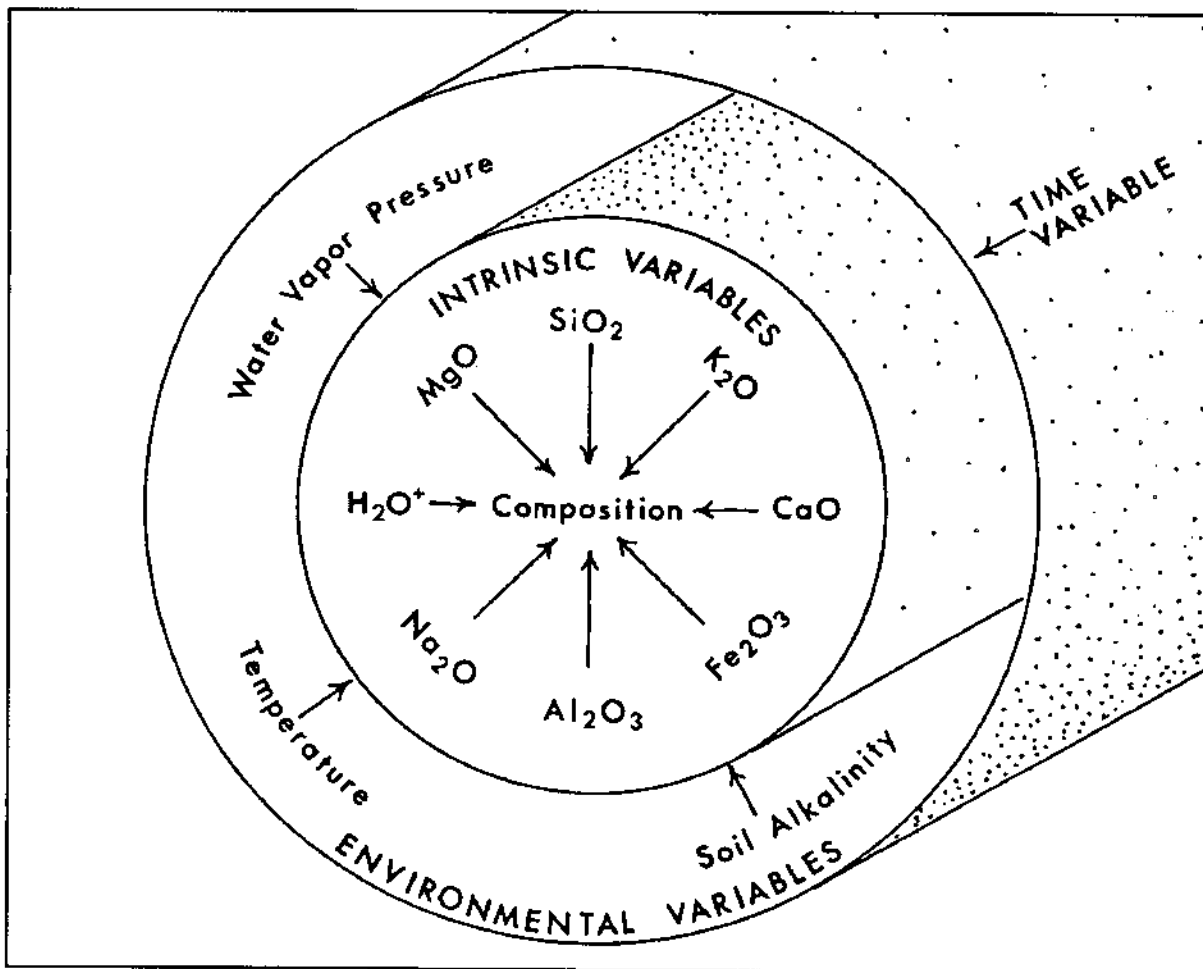 Water Vapor Pressure
TIME
VARIABLE
INTRINSIC VARIABLES
SiO₂
MgO
K₂O
H₂O⁺
Composition
CaO
Na₂O
Fe₂O₃
Al₂O₃
Temperature
Soil Alkalinity
ENVIRONMENTAL VARIABLES